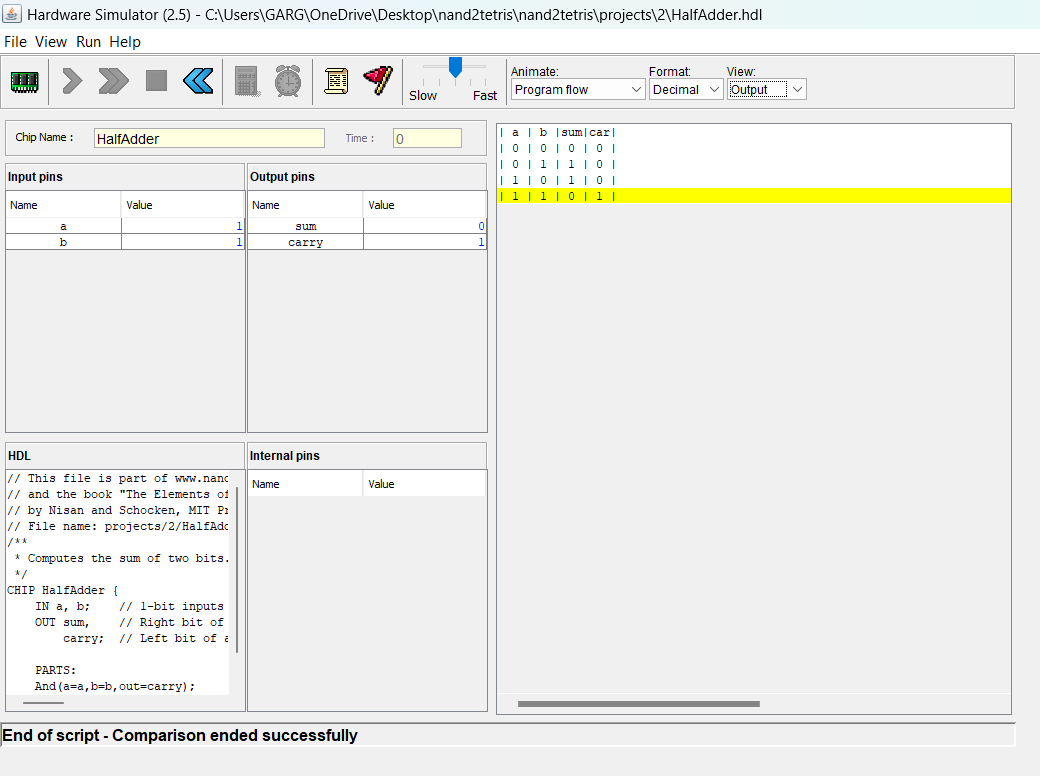 Hardware Simulator (2.5) - C:\Users\GARG\OneDrive\Desktop\nand2tetris\nand2tetris\projects\2\HalfAdder.hdl
File View Run Help
Slow Fast
Animate: Format: View:
Program flow Decimal Output
Chip Name : HalfAdder Time : 0
Input pins
Name Value
a 1
b 1
Output pins
Name Value
sum 0
carry 1
| a | b |sum|car|
| 0 | 0 | 0 | 0 |
| 0 | 1 | 1 | 0 |
| 1 | 0 | 1 | 0 |
| 1 | 1 | 0 | 1 |
HDL
// This file is part of www.nand
// and the book "The Elements of
// by Nisan and Schocken, MIT Pr
// File name: projects/2/HalfAdd
/**
* Computes the sum of two bits.
*/
CHIP HalfAdder {
IN a, b; // 1-bit inputs
OUT sum, // Right bit of
carry; // Left bit of a
PARTS:
And(a=a,b=b,out=carry);
Internal pins
Name Value
End of script - Comparison ended successfully